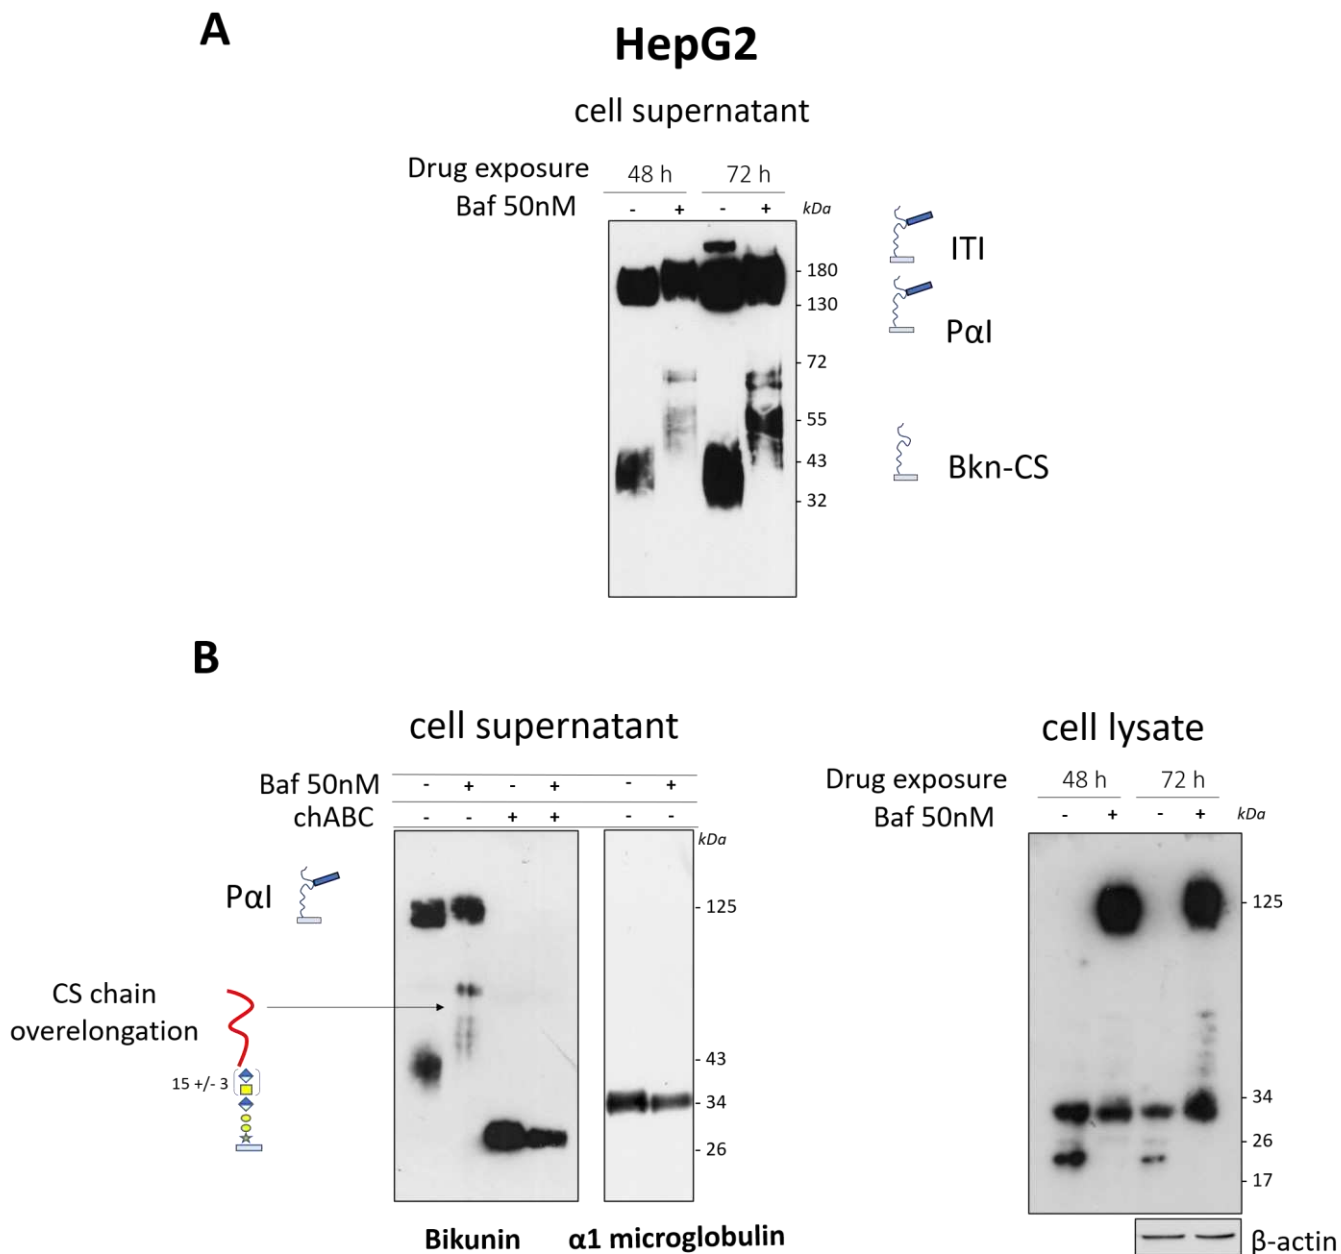 A
HepG2
cell supernatant
Drug exposure 48 h 72 h
Baf 50nM - + - + kDa
ITI
- 180
PαI
- 130
- 72
- 55
Bkn-CS
- 43
- 32
B
cell supernatant
cell lysate
Baf 50nM - + - + - +
chABC - - + + - -
Drug exposure 48 h 72 h
Baf 50nM - + - + kDa
kDa
PαI
- 125
- 125
CS chain
overelongation
15 +/- 3
- 43
- 34
- 26
- 34
- 26
- 17
Bikunin α1 microglobulin
β-actin